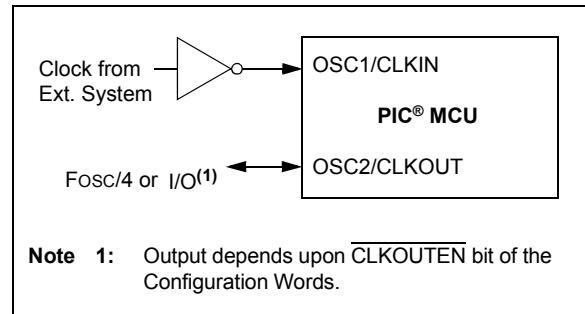 Clock from
Ext. System
OSC1/CLKIN
PIC® MCU
FOSC/4 or I/O(1)
OSC2/CLKOUT
Note 1: Output depends upon CLKOUTEN bit of the
Configuration Words.